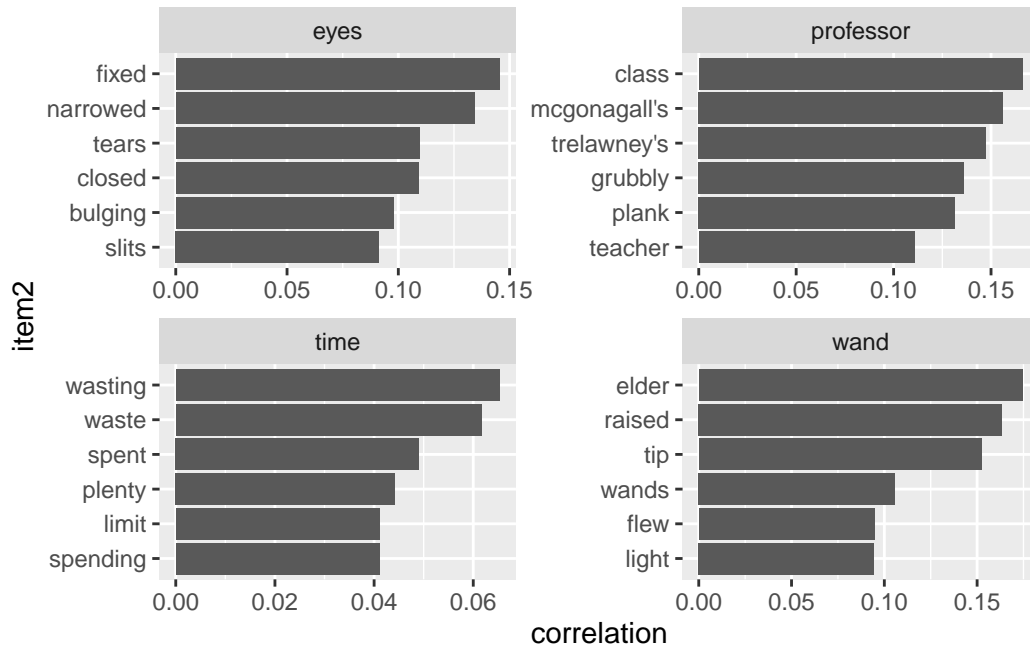 eyes
fixed
narrowed
tears
closed
bulging
slits
0.00 0.05 0.10 0.15
professor
class
mcgonagall's
trelawney's
grubbly
plank
teacher
0.00 0.05 0.10 0.15
time
wasting
waste
spent
plenty
limit
spending
0.00 0.02 0.04 0.06
wand
elder
raised
tip
wands
flew
light
0.00 0.05 0.10 0.15
item2
correlation